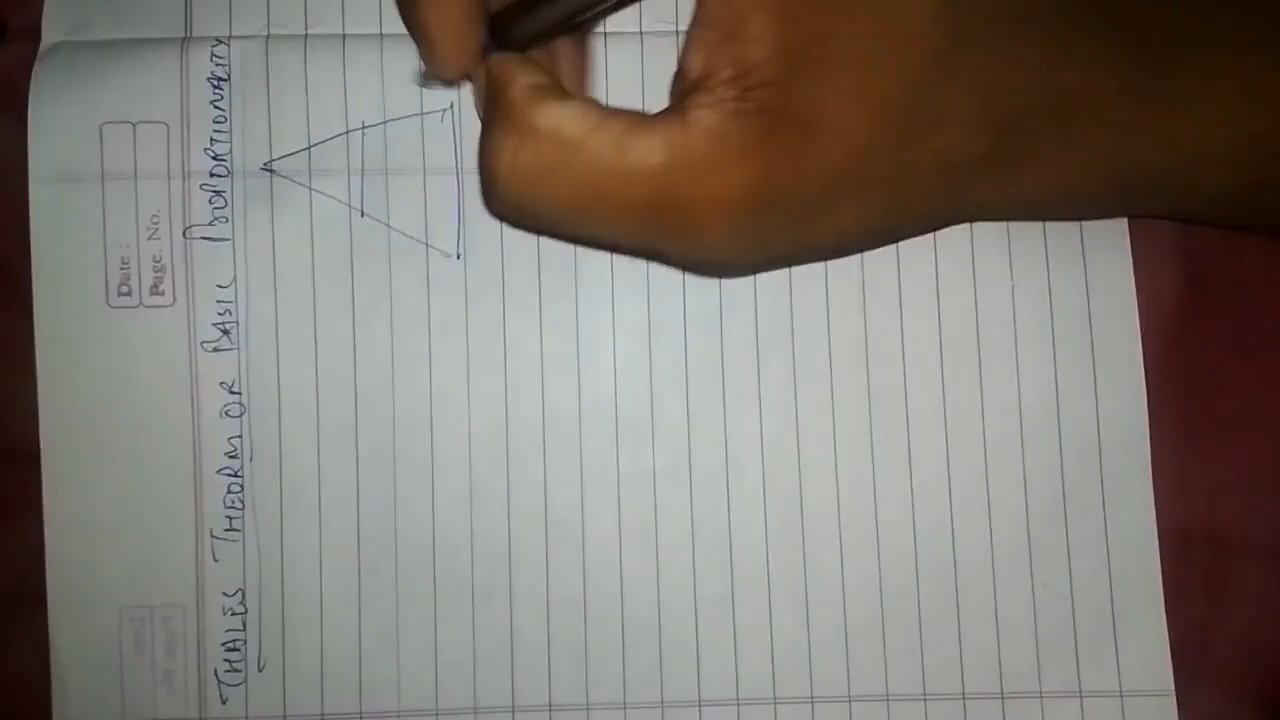 Date :
Page. No.
THALES THEORM OR BASIC PROPORTIONALITY